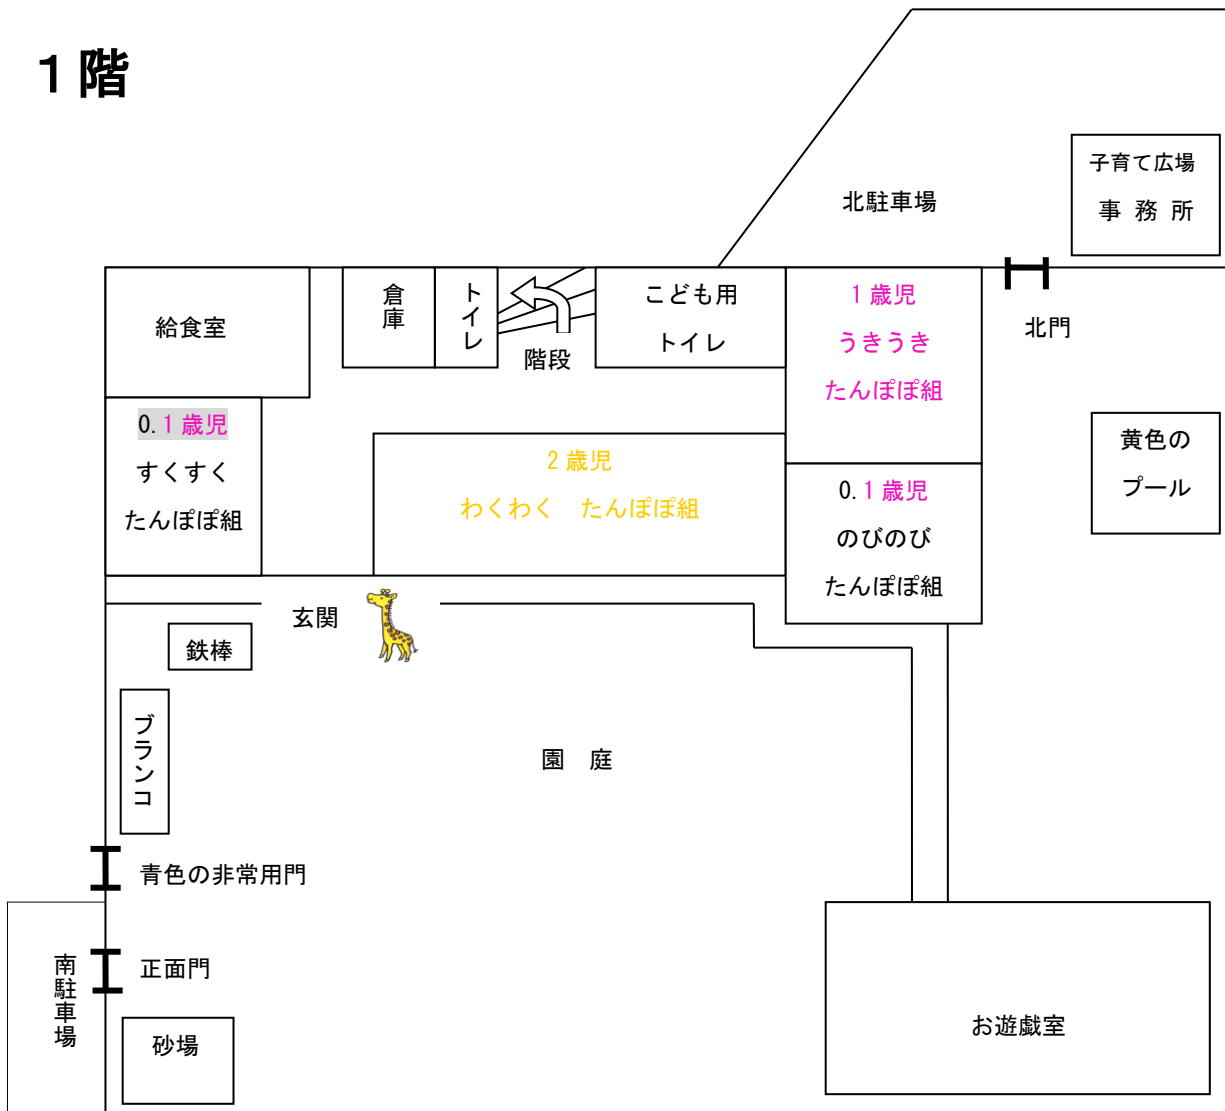 1階
子育て広場
事 務 所
北駐車場
倉庫
トイレ
こども用
トイレ
1歳児
うきうき
たんぽぽ組
給食室
階段
北門
0.1歳児
すくすく
たんぽぽ組
2歳児
わくわく　たんぽぽ組
0.1歳児
のびのび
たんぽぽ組
黄色の
プール
玄関
鉄棒
ブランコ
園　庭
青色の非常用門
南駐車場
正面門
砂場
お遊戯室